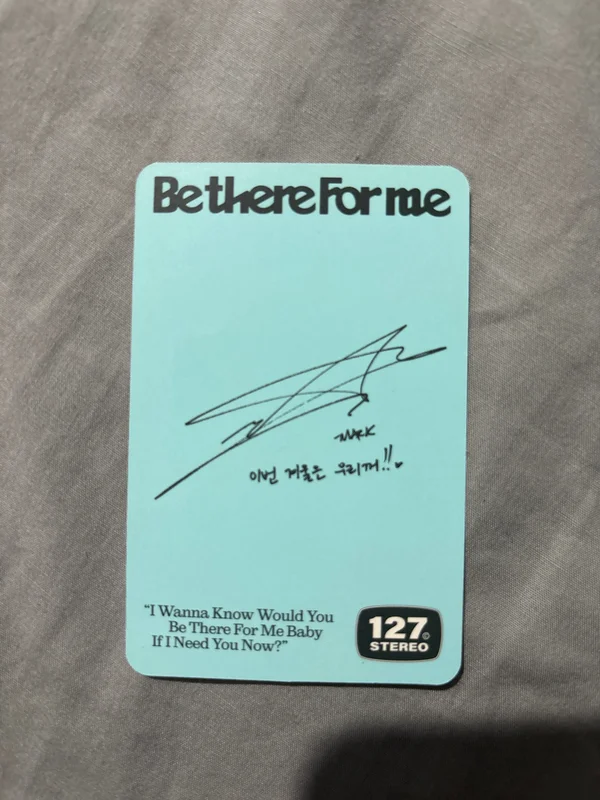 Be there For me
MARK
이번 겨울은 우리꺼!!
"I Wanna Know Would You
Be There For Me Baby
If I Need You Now?"
127©
STEREO